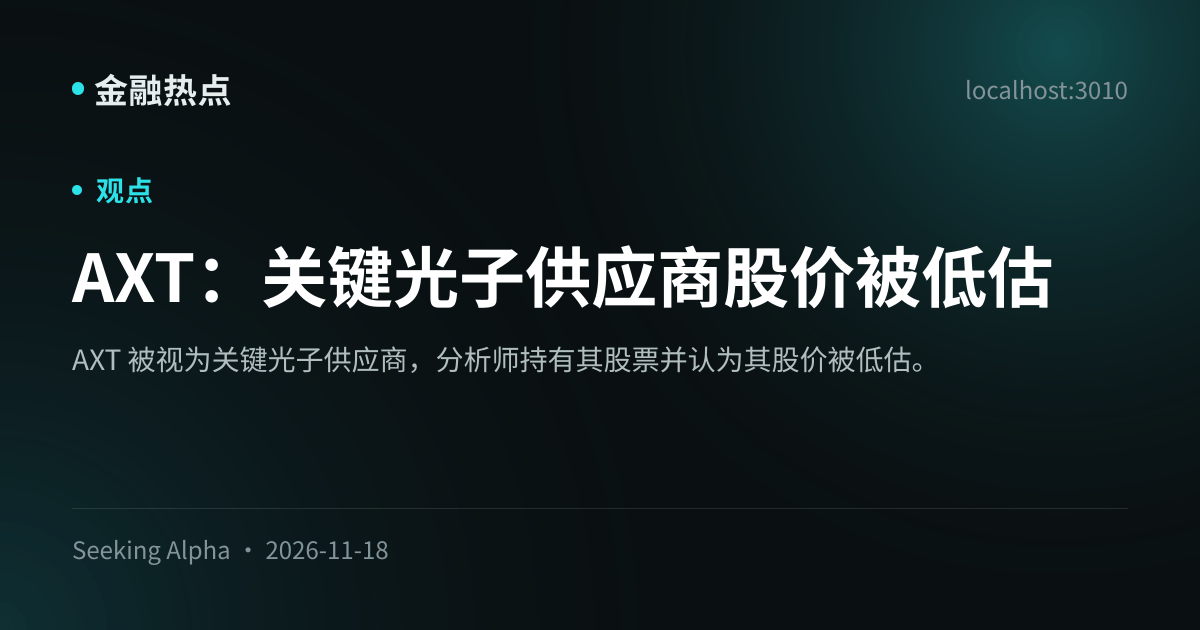 金融热点
localhost:3010
观点
AXT：关键光子供应商股价被低估
AXT 被视为关键光子供应商，分析师持有其股票并认为其股价被低估。
Seeking Alpha · 2026-11-18